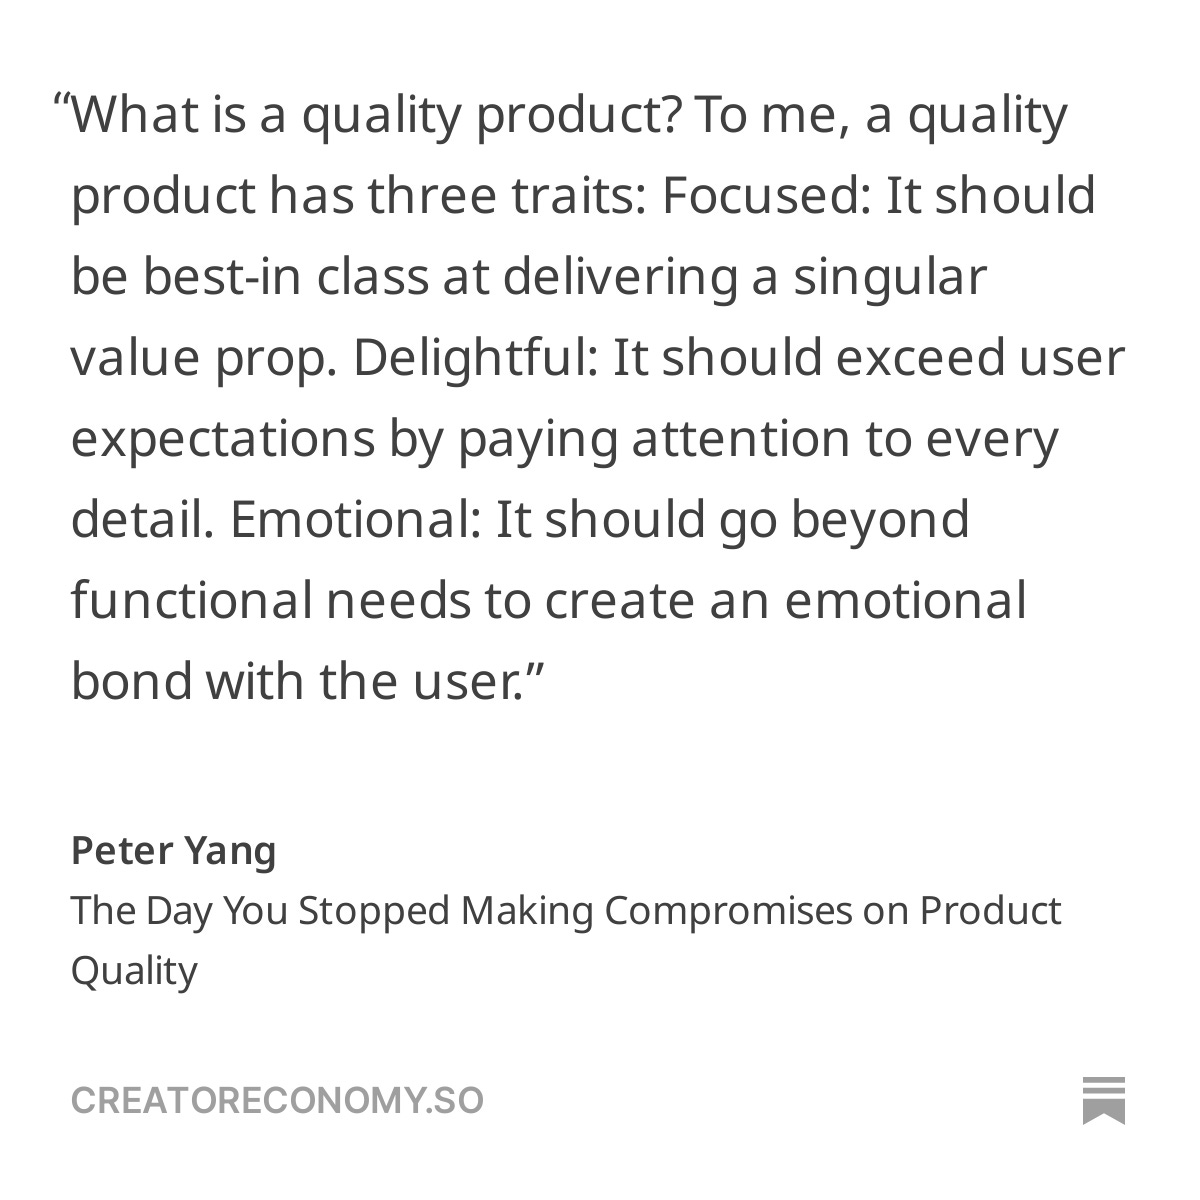 “What is a quality product? To me, a quality
product has three traits: Focused: It should
be best-in class at delivering a singular
value prop. Delightful: It should exceed user
expectations by paying attention to every
detail. Emotional: It should go beyond
functional needs to create an emotional
bond with the user.”
Peter Yang
The Day You Stopped Making Compromises on Product
Quality
CREATORECONOMY.SO